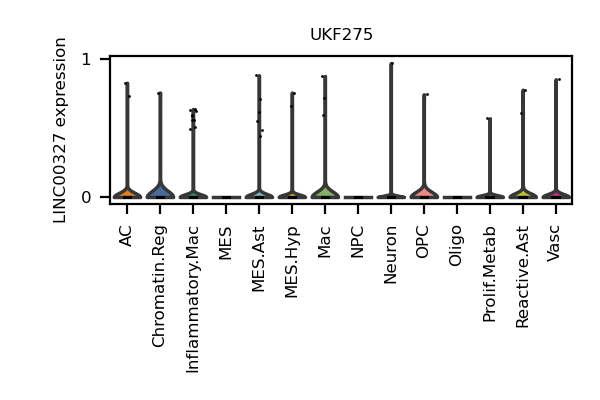 UKF275
LINC00327 expression
1
0
AC
Chromatin.Reg
Inflammatory.Mac
MES
MES.Ast
MES.Hyp
Mac
NPC
Neuron
OPC
Oligo
Prolif.Metab
Reactive.Ast
Vasc